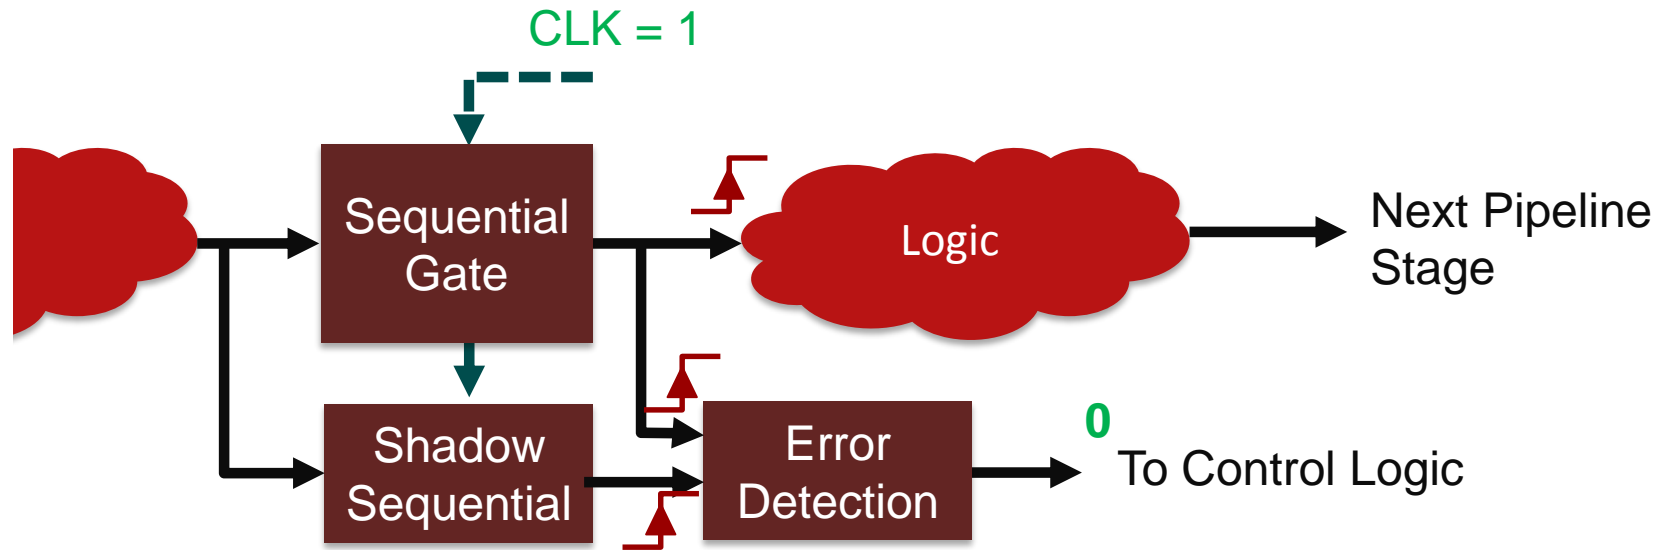 CLK = 1
Sequential
Gate
Logic
Next Pipeline
Stage
Shadow
Sequential
Error
Detection
0
To Control Logic